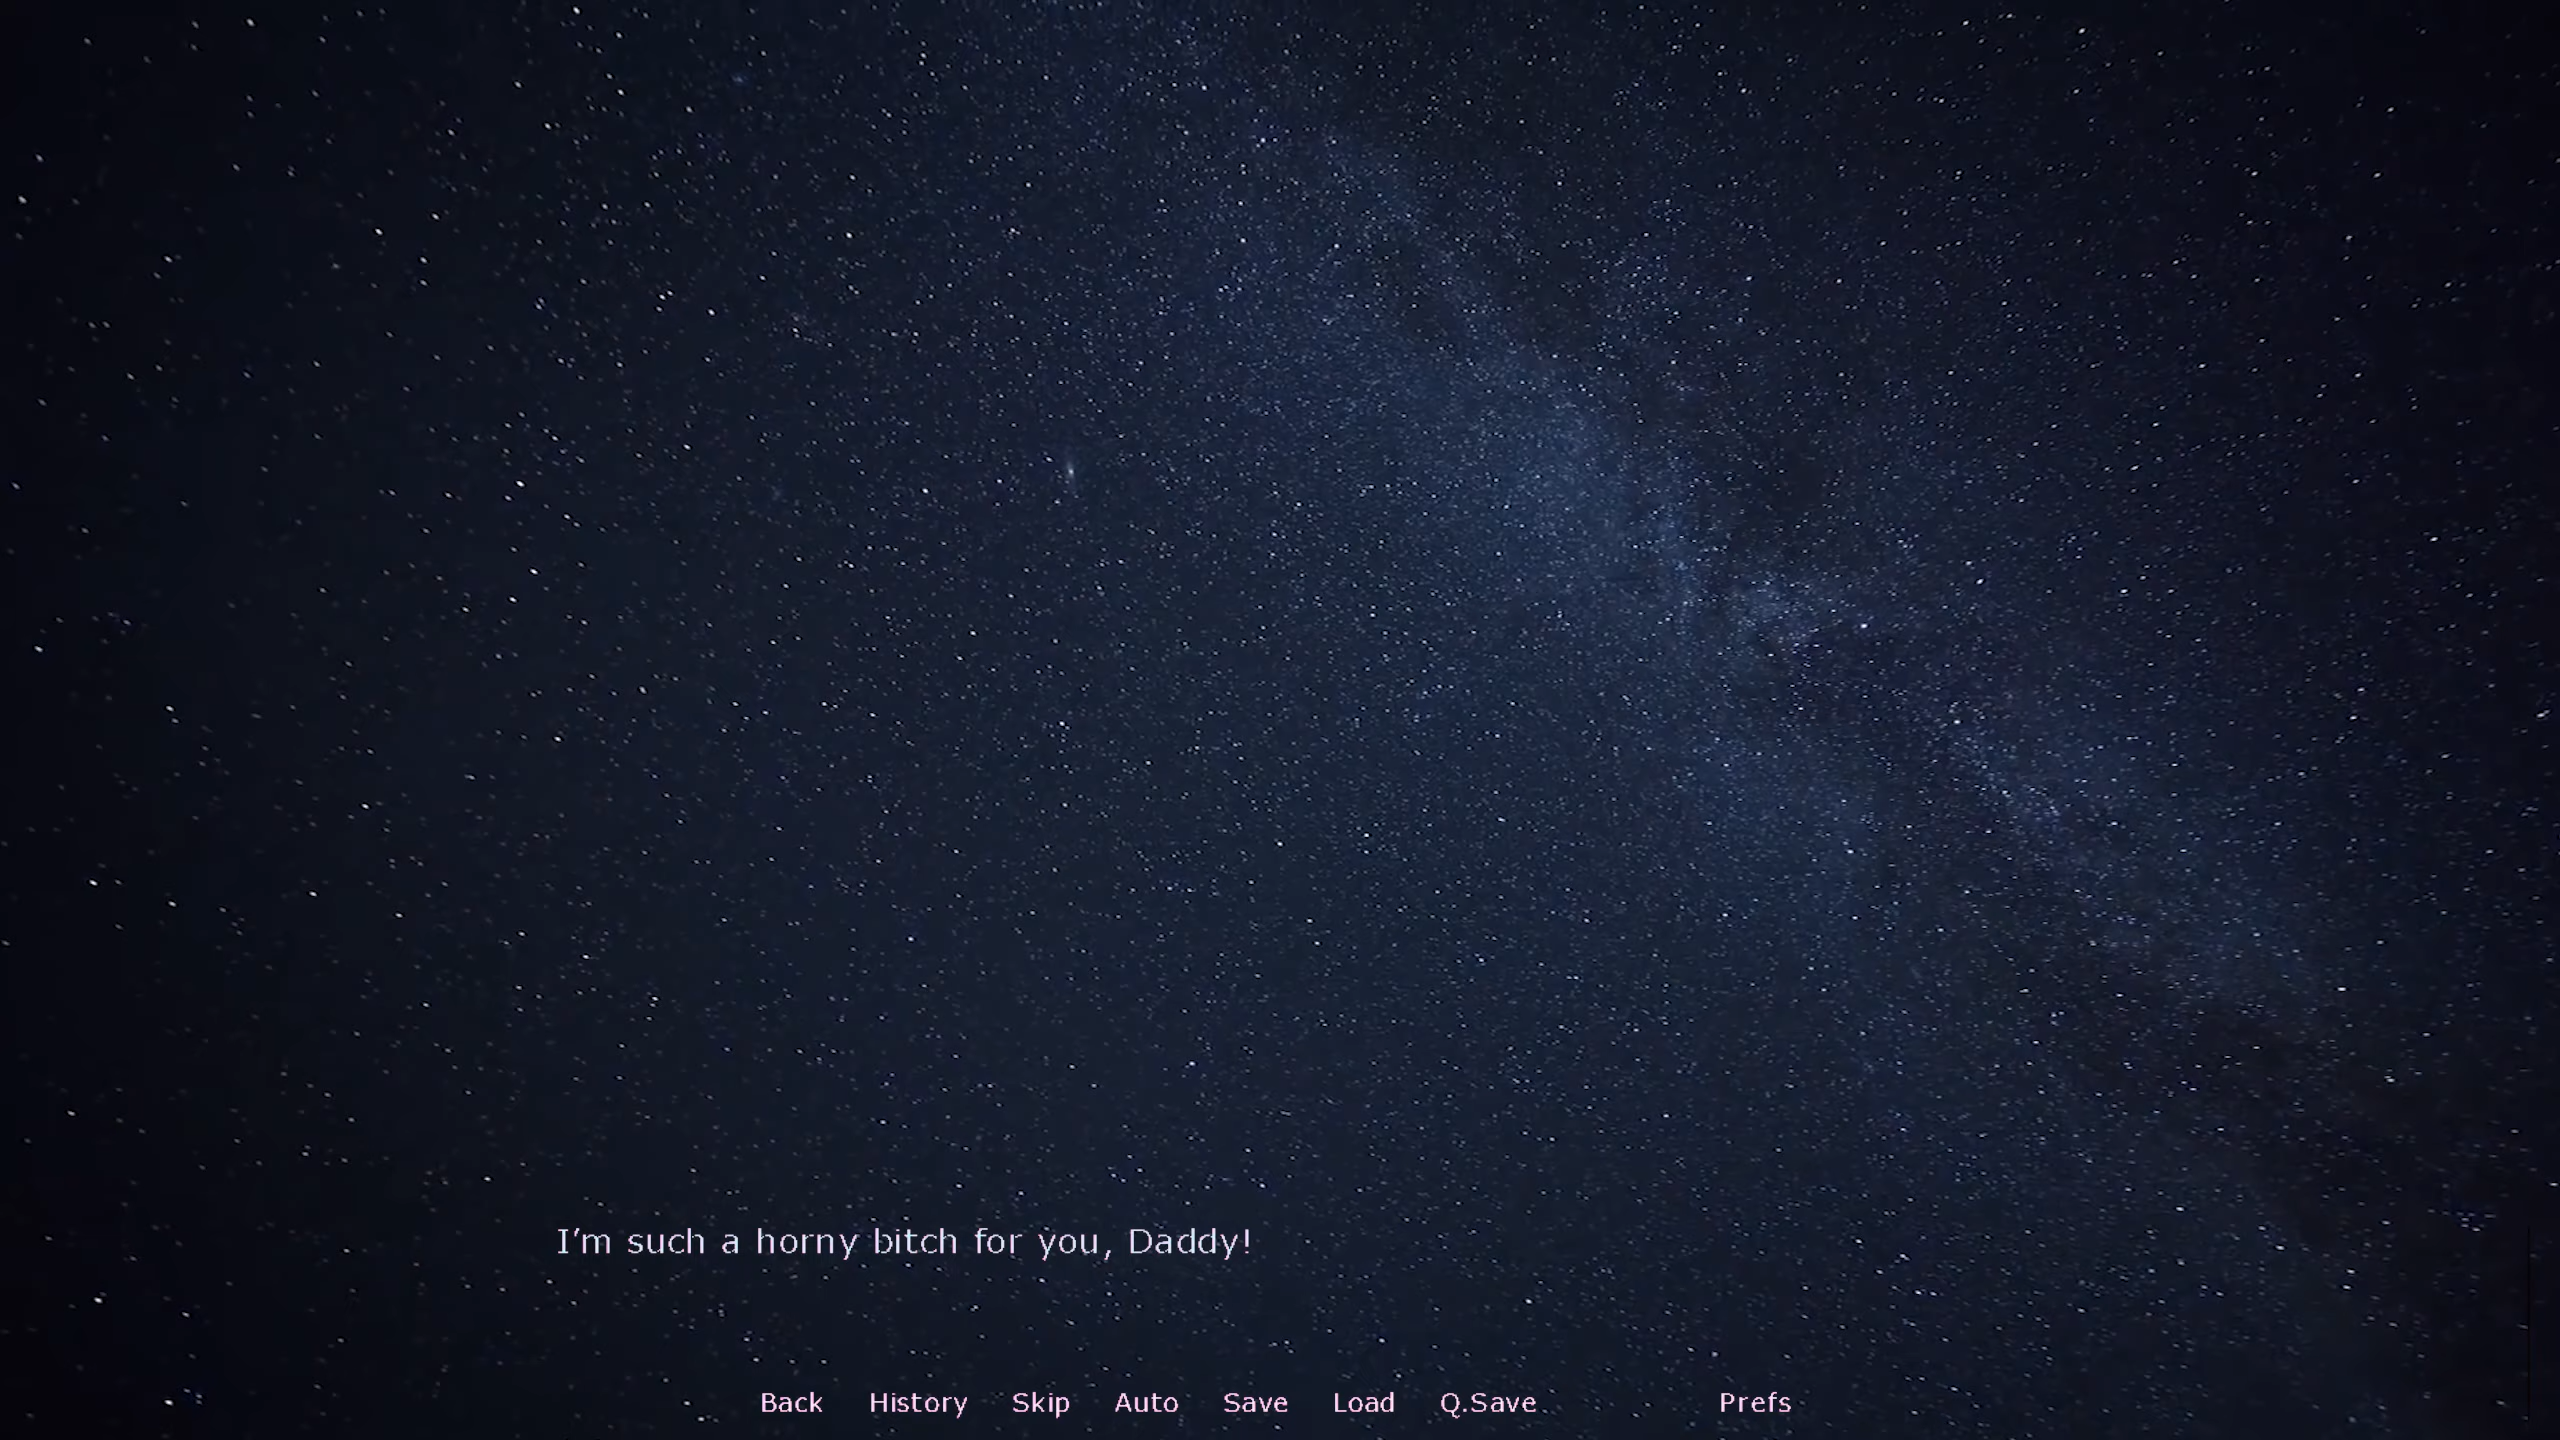 I’m such a horny bitch for you, Daddy!
Back History Skip Auto Save Load Q.Save Prefs